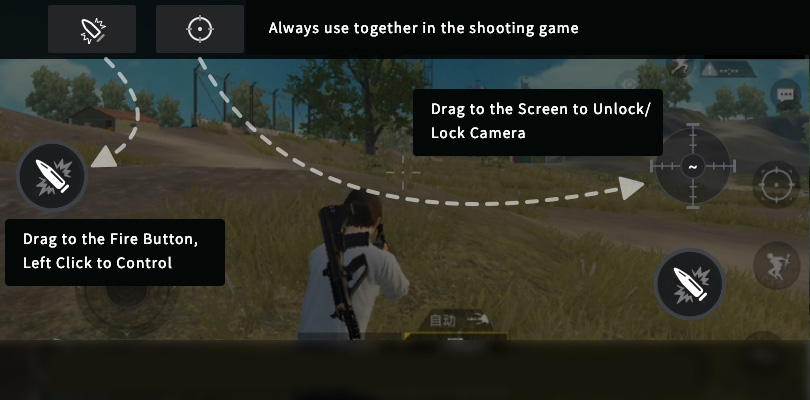 Always use together in the shooting game
Drag to the Screen to Unlock/
Lock Camera
~
Drag to the Fire Button,
Left Click to Control
自动